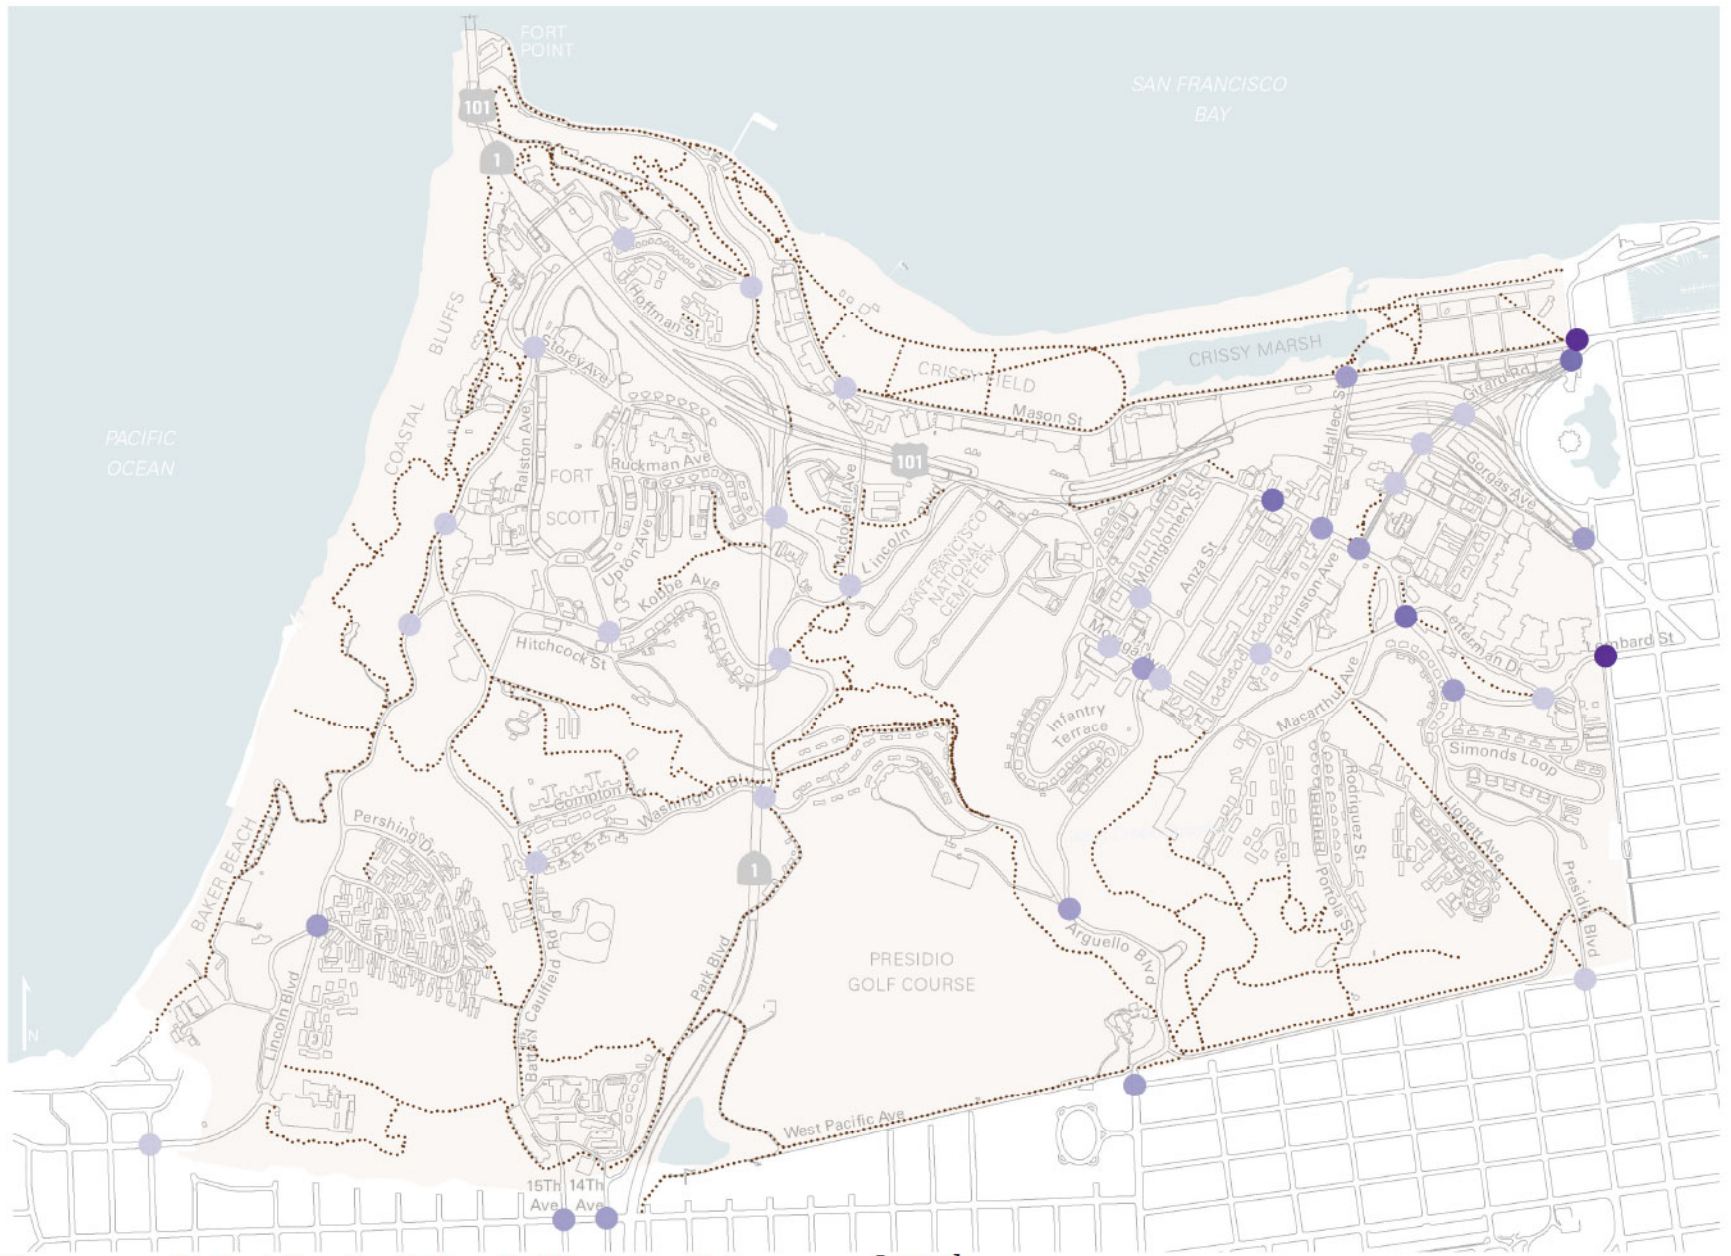 FORT
POINT
SAN FRANCISCO
BAY
101
1
Hoffman St
Storey Ave
COASTAL BLUFFS
CRISSY MARSH
CRISSY FIELD
Mason St
Girard Rd
Halleck St
PACIFIC
OCEAN
Ralston Ave
Ruckman Ave
101
FORT
SCOTT
Upton Ave
Mcdowell Ave
Lincoln Blvd
SAN FRANCISCO
NATIONAL
CEMETERY
Montgomery St
Anza St
Gorgas Ave
Funston Ave
Kobbe Ave
Hitchcock St
Letterman Dr
Lombard St
Macarthur Ave
Infantry
Terrace
Simonds Loop
Rodriguez St
Portola St
Liggett Ave
Presidio Blvd
Compton Rd
Washington Blvd
Pershing Dr
BAKER BEACH
1
Park Blvd
PRESIDIO
GOLF COURSE
Arguello Blvd
Lincoln Blvd
Battery Caulfield Rd
N
West Pacific Ave
15Th
Ave
14Th
Ave